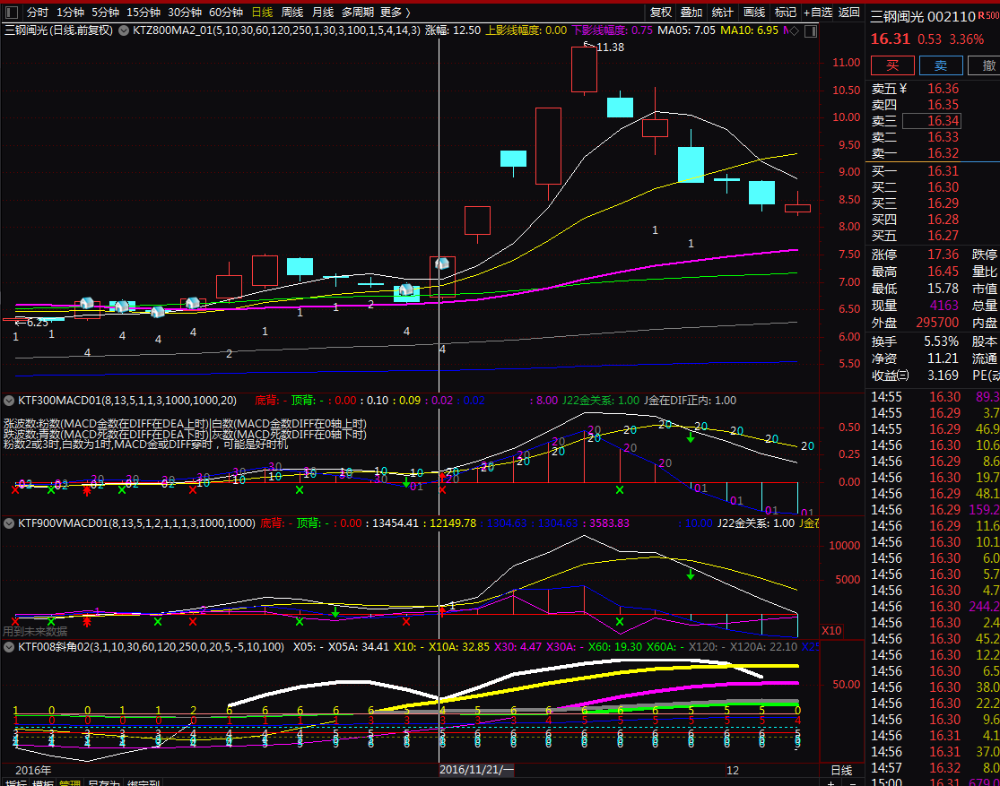 分时 1分钟 5分钟 15分钟 30分钟 60分钟 日线 周线 月线 多周期 更多 〉 复权 叠加 统计 画线 标记 +自选 返回
三钢闽光 002110 R500
三钢闽光(日线.前复权) KTZ800MA2_01(5,10,30,60,120,250,1,30,3,100,1,5,4,14,3) 涨幅: 12.50 上影线幅度: 0.00 下影线幅度: 0.75 MA05: 7.05 MA10: 6.95
16.31 0.53 3.36%
买 卖 撤
卖五 ¥ 16.36
卖四 16.35
卖三 16.34
卖二 16.33
卖一 16.32
买一 16.31
买二 16.30
买三 16.29
买四 16.28
买五 16.27
涨停 17.36 跌停
最高 16.45 量比
最低 15.78 市值
现量 4163 总量
外盘 295700 内盘
换手 5.53% 股本
净资 11.21 流通
收益㈢ 3.169 PE(动
11.38
6.25
11.00
10.50
10.00
9.50
9.00
8.50
8.00
7.50
7.00
6.50
6.00
5.50
1 1 4 4 4 4 2 1 1 1 2 4 4 1 1
KTF300MACD01(8,13,5,1,1,3,1000,1000,20) 底背: - 顶背: - : 0.00 : 0.10 : 0.09 : 0.02 : 0.02 : 8.00 J22金关系: 1.00 J金在DIF正内: 1.00
涨波数:粉数(MACD金数在DIFF在DEA上时)|白数(MACD金数DIFF在0轴上时)
跌波数:青数(MACD死数在DIFF在DEA下时)|灰数(MACD死数DIFF在0轴下时)
粉数2或3时,白数为1时,MACD金或DIFF穿时，可能是好时机
0.50
0.25
0.00
KTF900VMACD01(8,13,5,1,2,1,1,1,3,1000,1000) 底背: - 顶背: - : 0.00 : 13454.41 : 12149.78 : 1304.63 : 1304.63 : 3583.83 : 10.00 J22金关系: 1.00 J金在
10000
5000
X10
用到未来数据
KTF008斜角02(3,1,10,30,60,120,250,0,20,5,-5,10,100) X05: - X05A: 34.41 X10: - X10A: 32.85 X30: 4.47 X30A: - X60: 19.30 X60A: - X120: - X120A: 22.10 X25
50.00
14:55 16.30 89.3
14:55 16.29 3.7
14:55 16.29 46.9
14:56 16.30 10.6
14:56 16.29 8.6
14:56 16.30 19.7
14:56 16.29 48.1
14:56 16.29 159.2
14:56 16.29 11.6
14:56 16.30 10.1
14:56 16.30 6.0
14:56 16.30 5.7
14:56 16.30 4.7
14:56 16.30 244.2
14:56 16.30 2.4
14:56 16.30 45.2
14:56 16.30 12.2
14:56 16.30 6.5
14:56 16.30 38.0
14:56 16.30 22.2
14:56 16.30 9.6
14:56 16.31 4.1
14:56 16.31 37.0
14:57 16.32 8.0
15:00 16.31 679.0
2016年 2016/11/21/一 12 日线
指标 模板 管理 另存为 绑定到